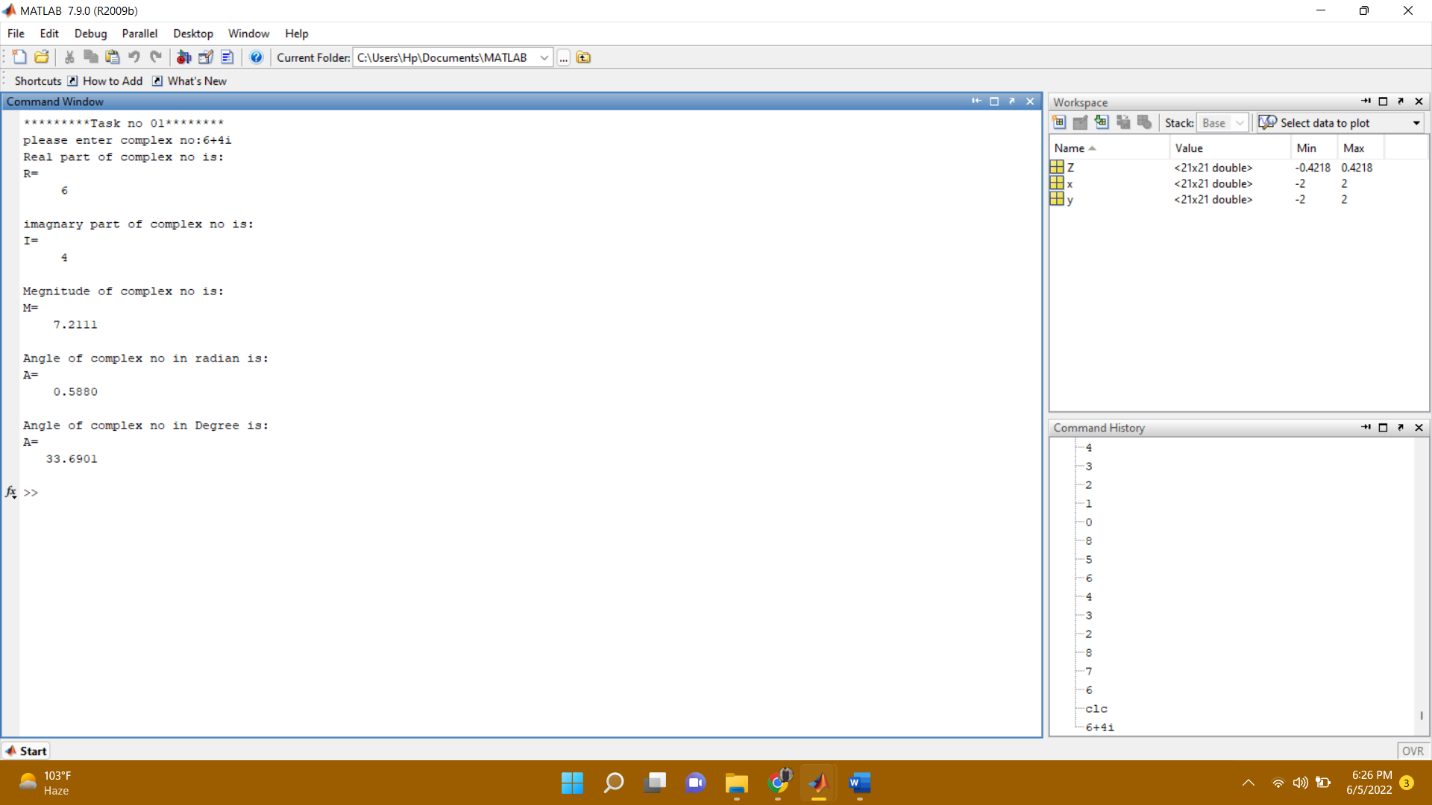 MATLAB 7.9.0 (R2009b)
File Edit Debug Parallel Desktop Window Help
Current Folder: C:\Users\Hp\Documents\MATLAB ...
Shortcuts How to Add What's New
Command Window
*********Task no 01********
please enter complex no:6+4i
Real part of complex no is:
R=
6
imagnary part of complex no is:
I=
4
Megnitude of complex no is:
M=
7.2111
Angle of complex no in radian is:
A=
0.5880
Angle of complex no in Degree is:
A=
33.6901
fx >>
Workspace
Stack: Base Select data to plot
Name Value Min Max
Z <21x21 double> -0.4218 0.4218
x <21x21 double> -2 2
y <21x21 double> -2 2
Command History
4
3
2
1
0
8
5
6
4
3
2
8
7
6
clc
6+4i
Start
OVR
103°F
Haze
W
6:26 PM
6/5/2022
3